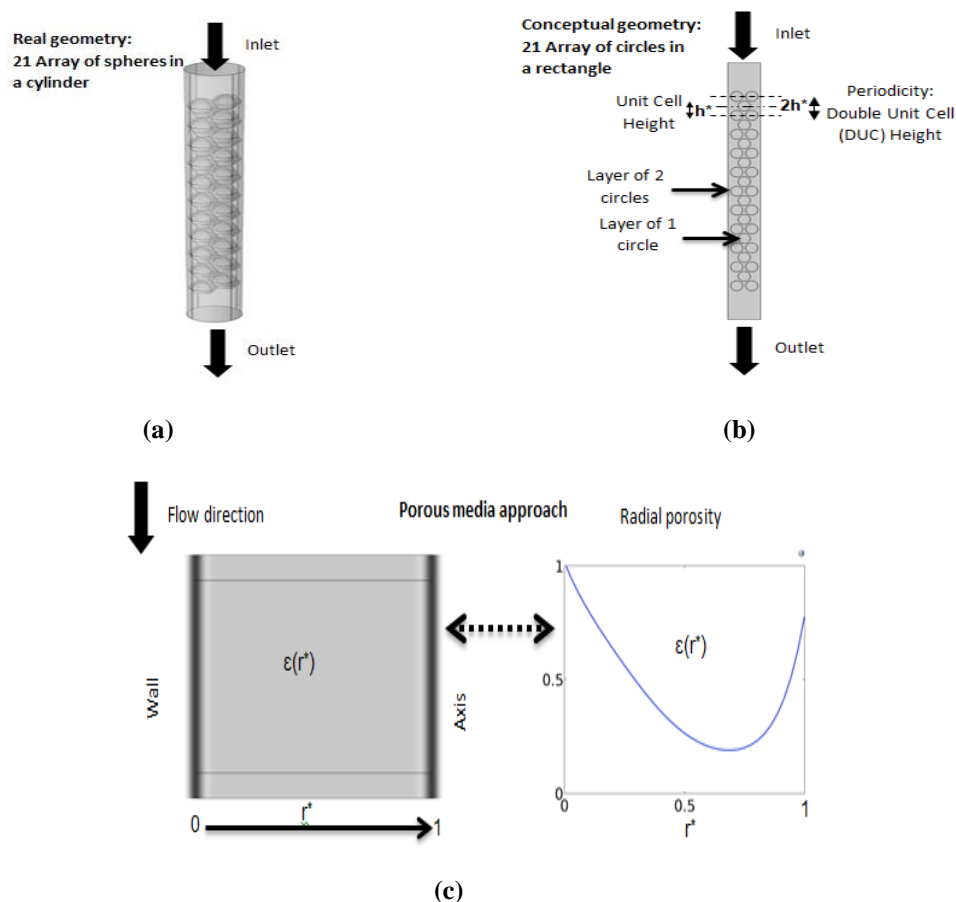 Real geometry:
21 Array of spheres in
a cylinder
Inlet
Outlet
(a)
Conceptual geometry:
21 Array of circles in
a rectangle
Inlet
Unit Cell
Height
h*
2h*
Periodicity:
Double Unit Cell
(DUC) Height
Layer of 2
circles
Layer of 1
circle
Outlet
(b)
Flow direction
Porous media approach
Radial porosity
Wall
ε(r*)
Axis
0
r*
1
1
0.5
0
ε(r*)
0
0.5
1
r*
(c)